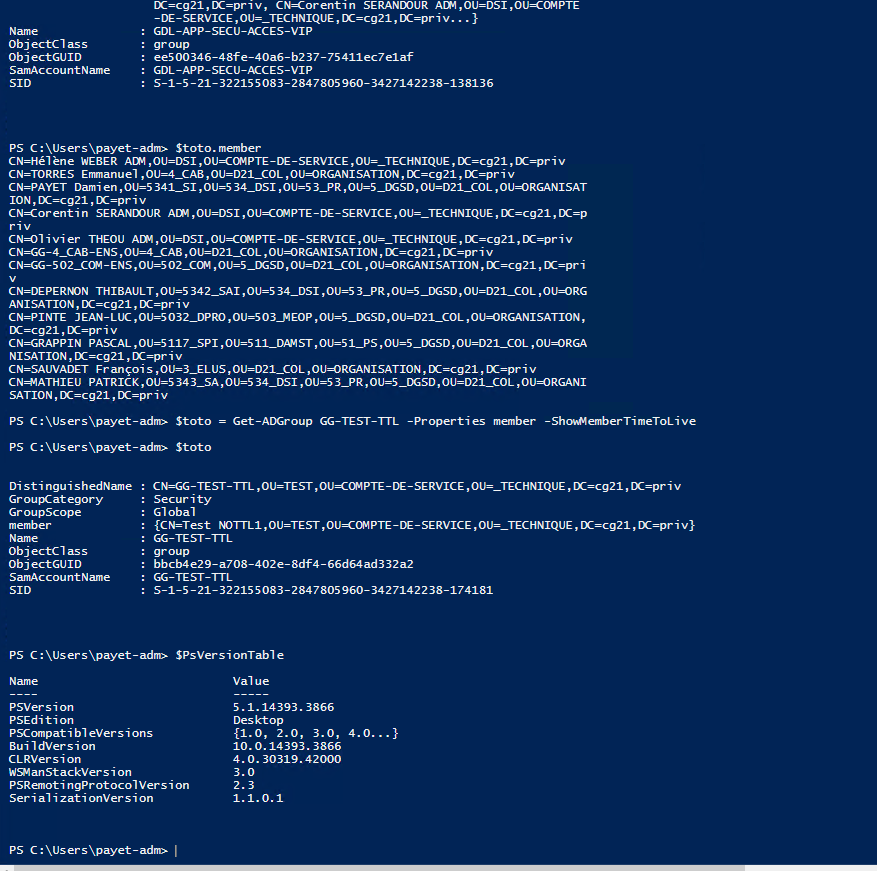 DC=cg21,DC=priv, CN=Corentin SERANDOUR ADM,OU=DSI,OU=COMPTE
-DE-SERVICE,OU=_TECHNIQUE,DC=cg21,DC=priv...}
Name : GDL-APP-SECU-ACCES-VIP
ObjectClass : group
ObjectGUID : ee500346-48fe-40a6-b237-75411ec7e1af
SamAccountName : GDL-APP-SECU-ACCES-VIP
SID : S-1-5-21-322155083-2847805960-3427142238-138136
PS C:\Users\payet-adm> $toto.member
CN=Hélène WEBER ADM,OU=DSI,OU=COMPTE-DE-SERVICE,OU=_TECHNIQUE,DC=cg21,DC=priv
CN=TORRES Emmanuel,OU=4_CAB,OU=D21_COL,OU=ORGANISATION,DC=cg21,DC=priv
CN=PAYET Damien,OU=5341_SI,OU=534_DSI,OU=53_PR,OU=5_DGSD,OU=D21_COL,OU=ORGANISAT
ION,DC=cg21,DC=priv
CN=Corentin SERANDOUR ADM,OU=DSI,OU=COMPTE-DE-SERVICE,OU=_TECHNIQUE,DC=cg21,DC=p
riv
CN=Olivier THEOU ADM,OU=DSI,OU=COMPTE-DE-SERVICE,OU=_TECHNIQUE,DC=cg21,DC=priv
CN=GG-4_CAB-ENS,OU=4_CAB,OU=D21_COL,OU=ORGANISATION,DC=cg21,DC=priv
CN=GG-502_COM-ENS,OU=502_COM,OU=5_DGSD,OU=D21_COL,OU=ORGANISATION,DC=cg21,DC=pri
v
CN=DEPERNON THIBAULT,OU=5342_SAI,OU=534_DSI,OU=53_PR,OU=5_DGSD,OU=D21_COL,OU=ORG
ANISATION,DC=cg21,DC=priv
CN=PINTE JEAN-LUC,OU=5032_DPRO,OU=503_MEOP,OU=5_DGSD,OU=D21_COL,OU=ORGANISATION,
DC=cg21,DC=priv
CN=GRAPPIN PASCAL,OU=5117_SPI,OU=511_DAMST,OU=51_PS,OU=5_DGSD,OU=D21_COL,OU=ORGA
NISATION,DC=cg21,DC=priv
CN=SAUVADET François,OU=3_ELUS,OU=D21_COL,OU=ORGANISATION,DC=cg21,DC=priv
CN=MATHIEU PATRICK,OU=5343_SA,OU=534_DSI,OU=53_PR,OU=5_DGSD,OU=D21_COL,OU=ORGANI
SATION,DC=cg21,DC=priv
PS C:\Users\payet-adm> $toto = Get-ADGroup GG-TEST-TTL -Properties member -ShowMemberTimeToLive
PS C:\Users\payet-adm> $toto
DistinguishedName : CN=GG-TEST-TTL,OU=TEST,OU=COMPTE-DE-SERVICE,OU=_TECHNIQUE,DC=cg21,DC=priv
GroupCategory : Security
GroupScope : Global
member : {CN=Test NOTTL1,OU=TEST,OU=COMPTE-DE-SERVICE,OU=_TECHNIQUE,DC=cg21,DC=priv}
Name : GG-TEST-TTL
ObjectClass : group
ObjectGUID : bbcb4e29-a708-402e-8df4-66d64ad332a2
SamAccountName : GG-TEST-TTL
SID : S-1-5-21-322155083-2847805960-3427142238-174181
PS C:\Users\payet-adm> $PsVersionTable
Name Value
---- -----
PSVersion 5.1.14393.3866
PSEdition Desktop
PSCompatibleVersions {1.0, 2.0, 3.0, 4.0...}
BuildVersion 10.0.14393.3866
CLRVersion 4.0.30319.42000
WSManStackVersion 3.0
PSRemotingProtocolVersion 2.3
SerializationVersion 1.1.0.1
PS C:\Users\payet-adm>